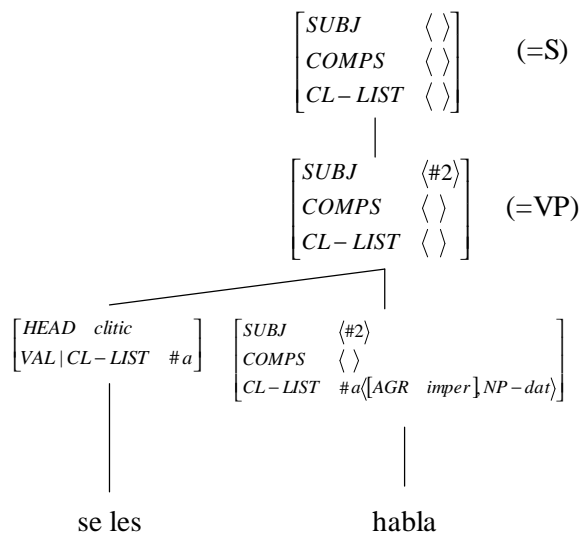 SUBJ ⟨ ⟩
COMPS ⟨ ⟩ (=S)
CL–LIST ⟨ ⟩
SUBJ ⟨#2⟩
COMPS ⟨ ⟩ (=VP)
CL–LIST ⟨ ⟩
HEAD clitic
VAL|CL–LIST #a
SUBJ ⟨#2⟩
COMPS ⟨ ⟩
CL–LIST #a⟨[AGR imper], NP–dat⟩
se les habla